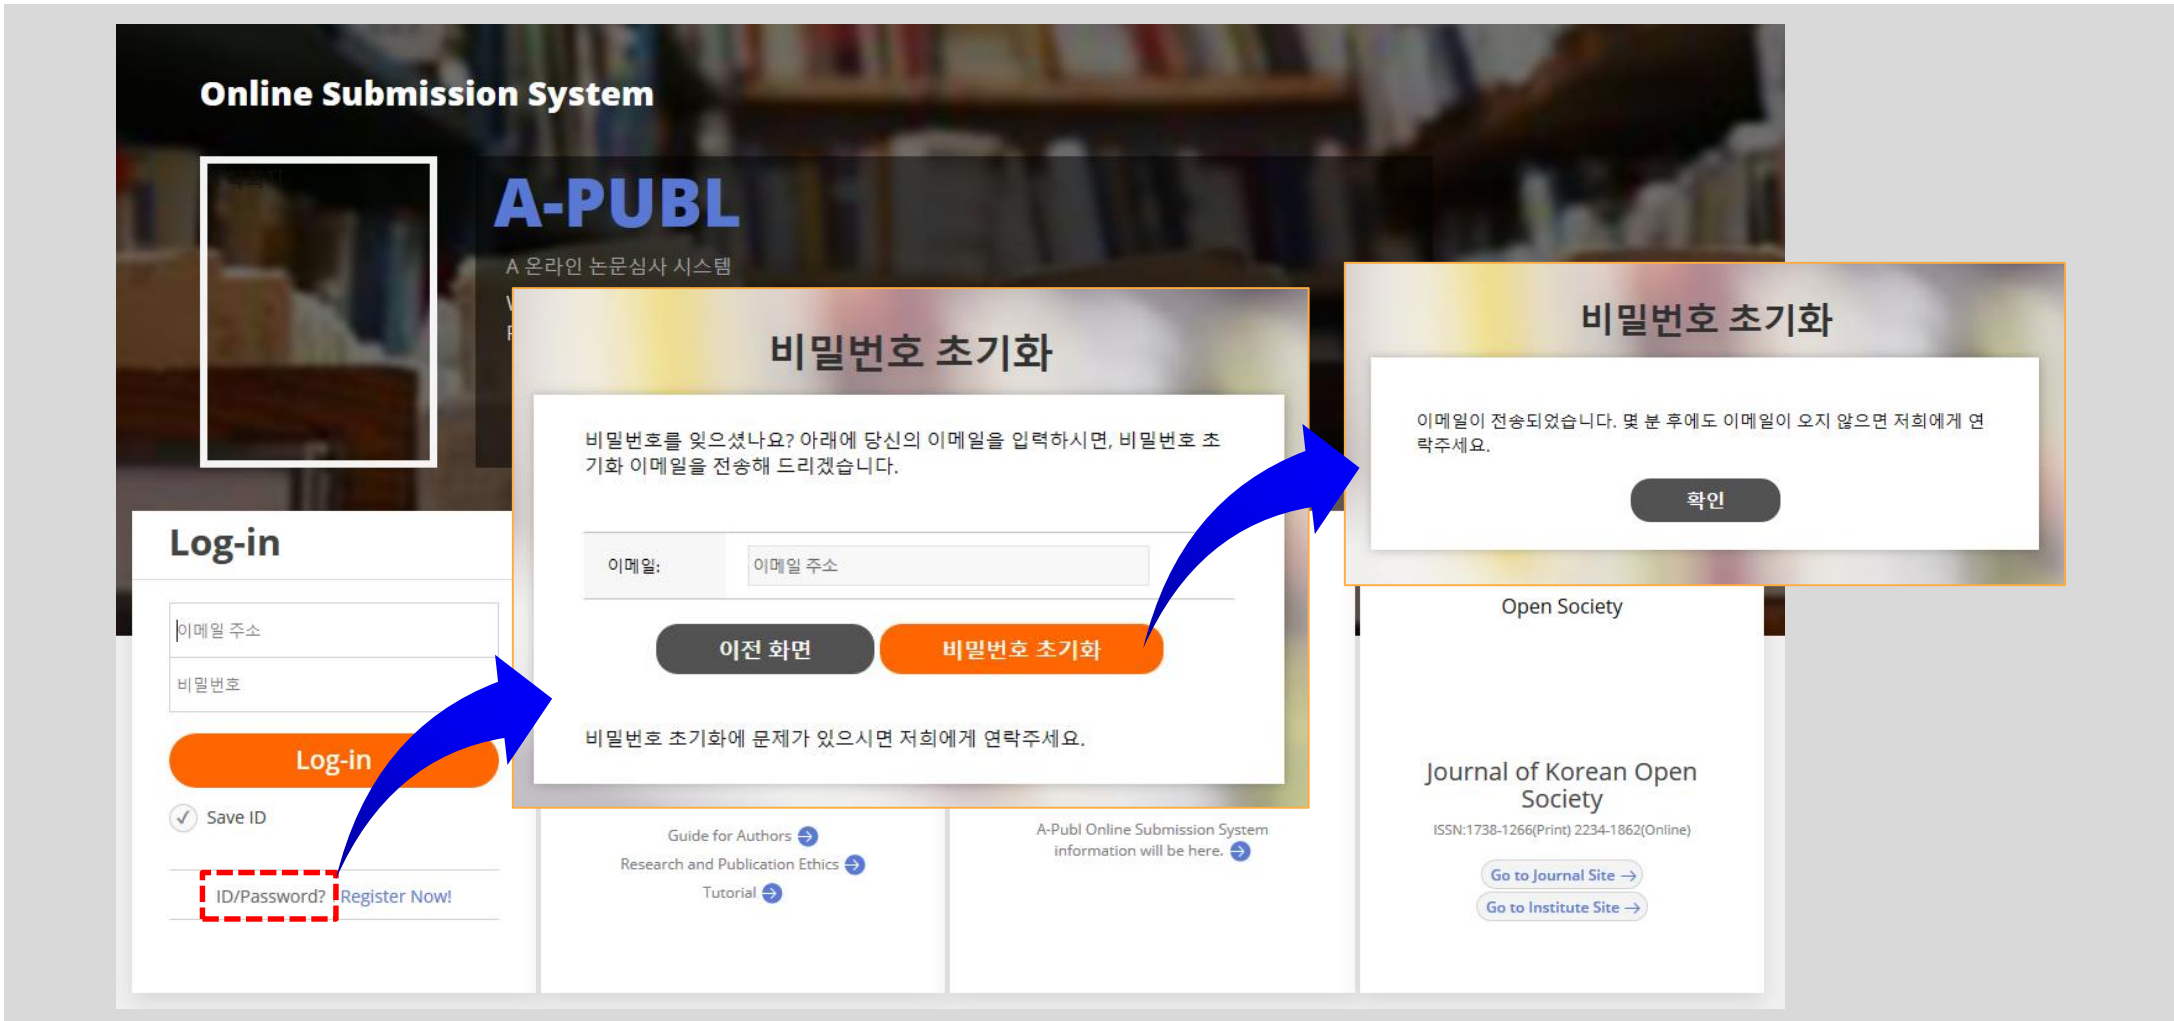 Online Submission System
A-PUBL
A 온라인 논문심사 시스템
비밀번호 초기화
비밀번호를 잊으셨나요? 아래에 당신의 이메일을 입력하시면, 비밀번호 초
기화 이메일을 전송해 드리겠습니다.
이메일:
이메일 주소
이전 화면
비밀번호 초기화
비밀번호 초기화에 문제가 있으시면 저희에게 연락주세요.
비밀번호 초기화
이메일이 전송되었습니다. 몇 분 후에도 이메일이 오지 않으면 저희에게 연
락주세요.
확인
Log-in
이메일 주소
비밀번호
Log-in
Save ID
ID/Password? Register Now!
Guide for Authors
Research and Publication Ethics
Tutorial
A-Publ Online Submission System
information will be here.
Open Society
Journal of Korean Open
Society
ISSN:1738-1266(Print) 2234-1862(Online)
Go to Journal Site →
Go to Institute Site →